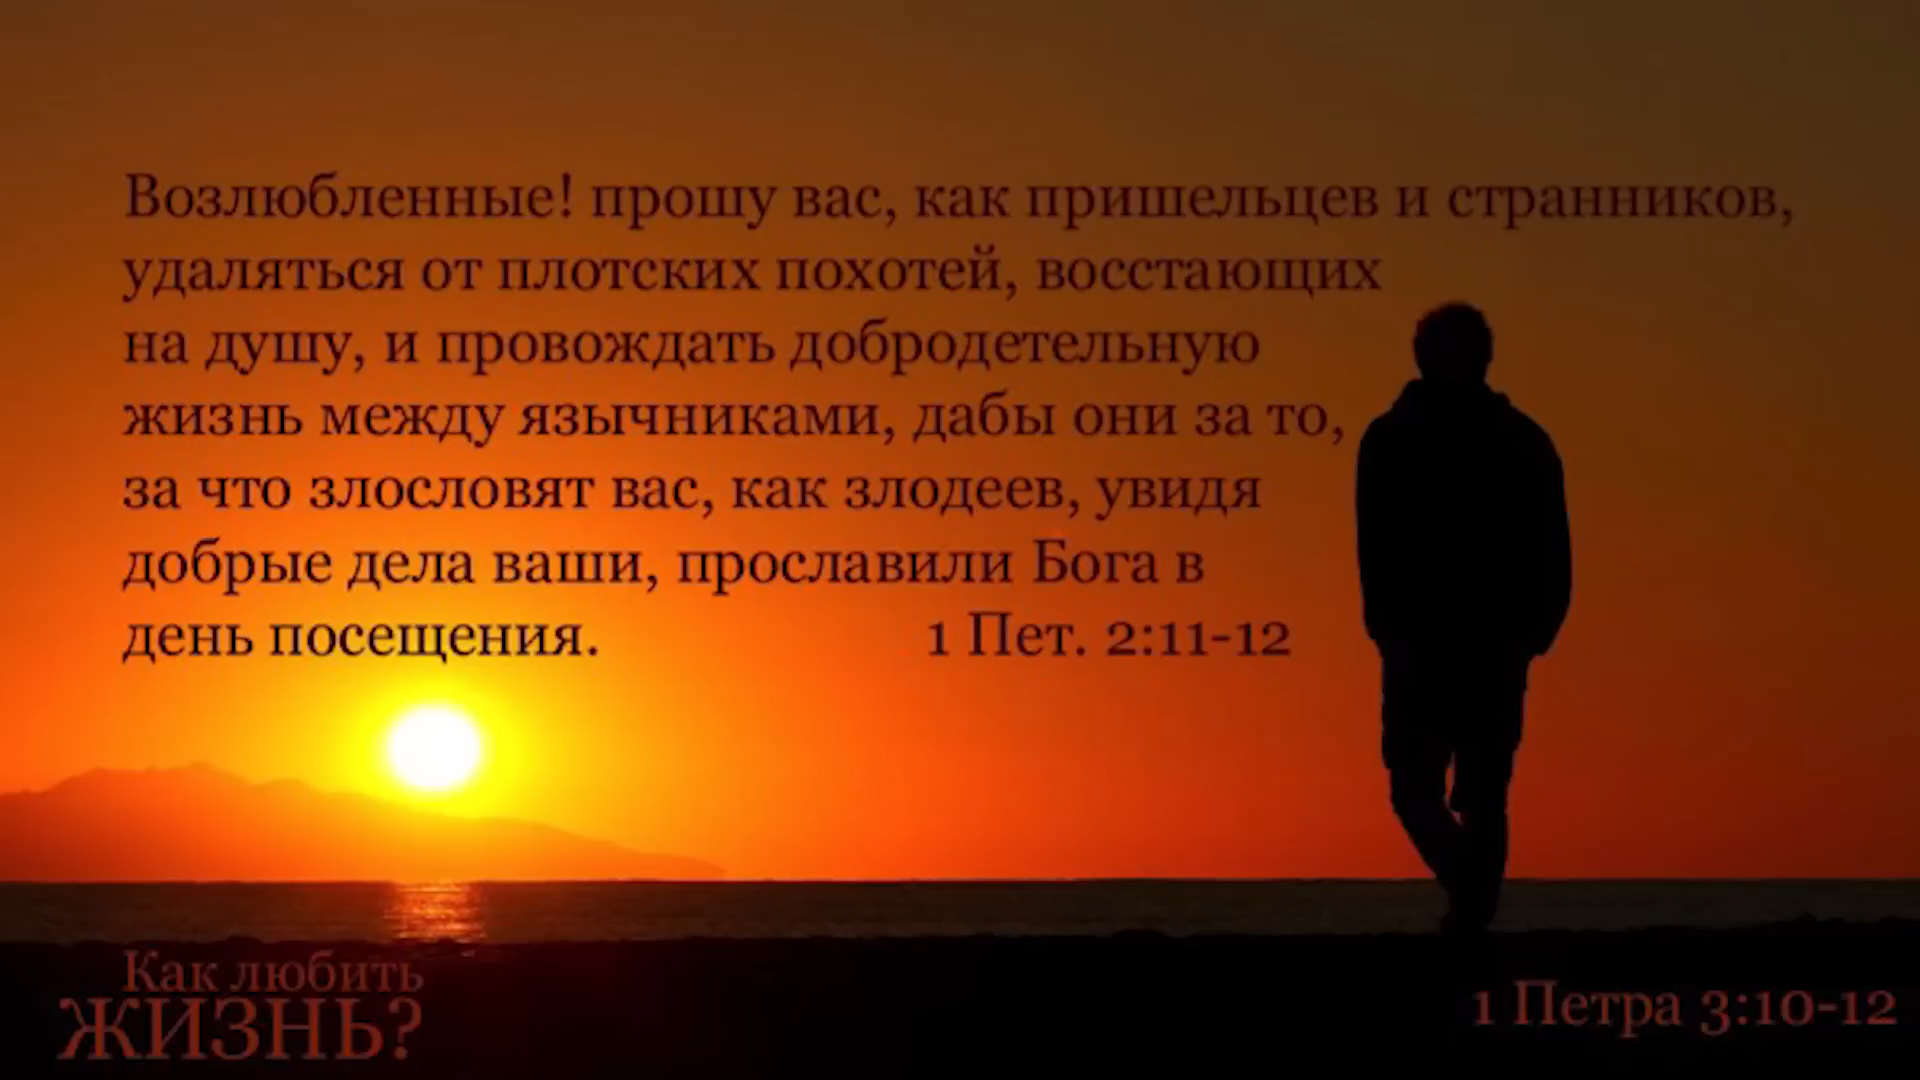 Возлюбленные! прошу вас, как пришельцев и странников,
удаляться от плотских похотей, восстающих
на душу, и провождать добродетельную
жизнь между язычниками, дабы они за то,
за что злословят вас, как злодеев, увидя
добрые дела ваши, прославили Бога в
день посещения. 1 Пет. 2:11-12
Как любить
ЖИЗНЬ?
1 Петра 3:10-12